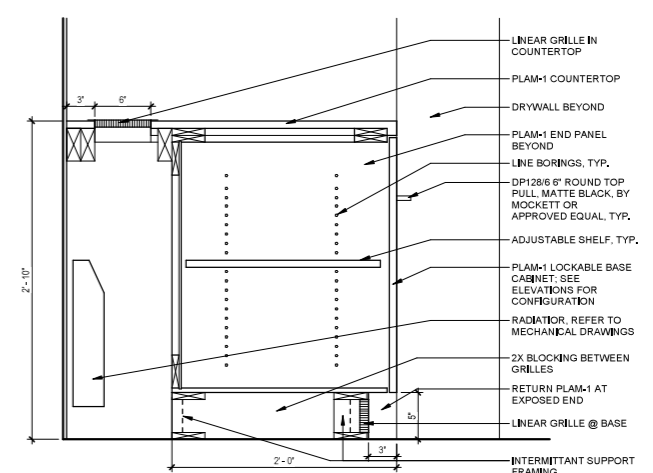 LINEAR GRILLE IN
COUNTERTOP
PLAM-1 COUNTERTOP
3"
6"
DRYWALL BEYOND
PLAM-1 END PANEL
BEYOND
LINE BORINGS, TYP.
DP128/6 6" ROUND TOP
PULL, MATTE BLACK, BY
MOCKETT OR
APPROVED EQUAL, TYP.
ADJUSTABLE SHELF, TYP.
2'- 10"
PLAM-1 LOCKABLE BASE
CABINET; SEE
ELEVATIONS FOR
CONFIGURATION
RADIATIOR, REFER TO
MECHANICAL DRAWINGS
2X BLOCKING BETWEEN
GRILLES
RETURN PLAM-1 AT
EXPOSED END
5"
LINEAR GRILLE @ BASE
3"
2'- 0"
INTERMITTANT SUPPORT
FRAMING